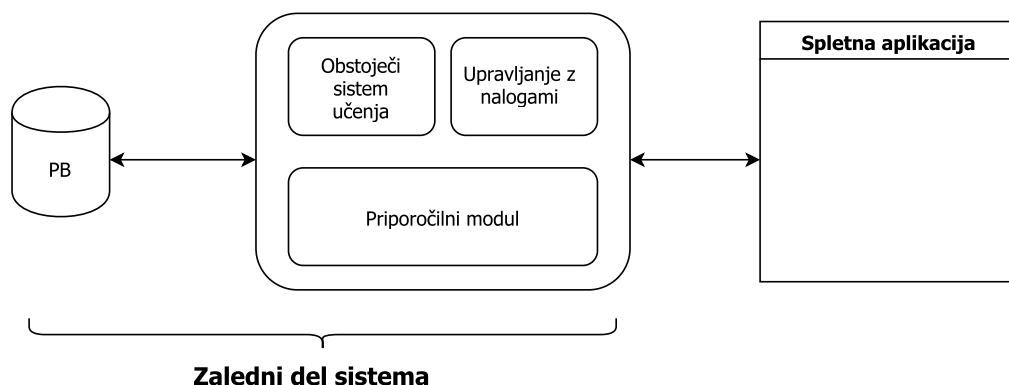 PB
Obstoječi
sistem
učenja
Upravljanje z
nalogami
Priporočilni modul
Spletna aplikacija
Zaledni del sistema